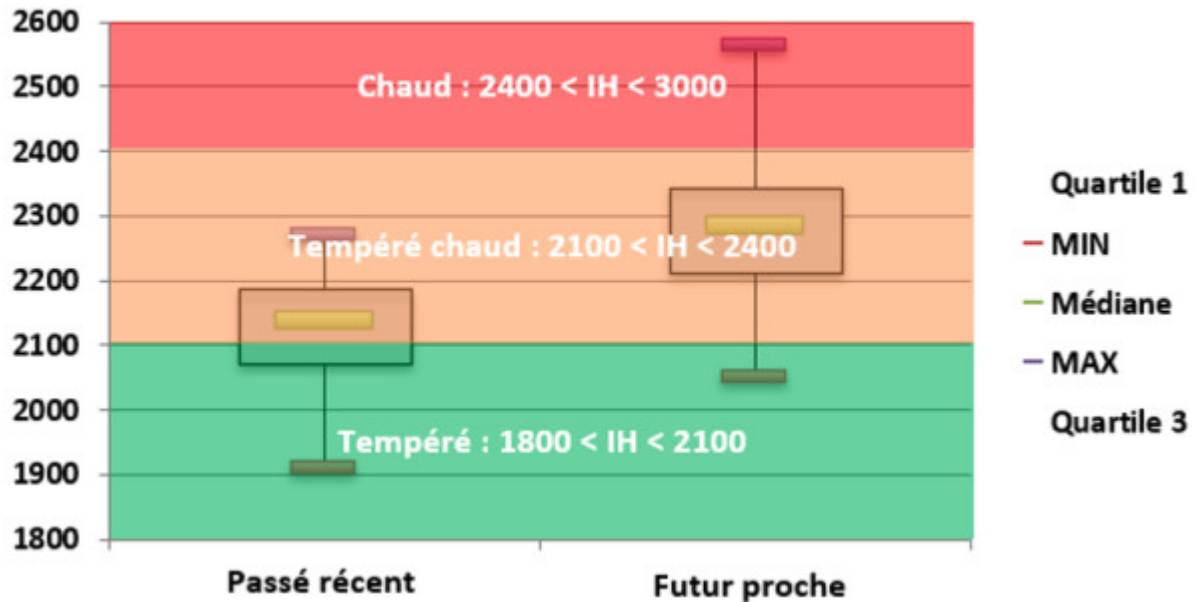 2600
2500
2400
2300
2200
2100
2000
1900
1800
Chaud : 2400 < IH < 3000
Tempéré chaud : 2100 < IH < 2400
Tempéré : 1800 < IH < 2100
Passé récent
Futur proche
Quartile 1
MIN
Médiane
MAX
Quartile 3